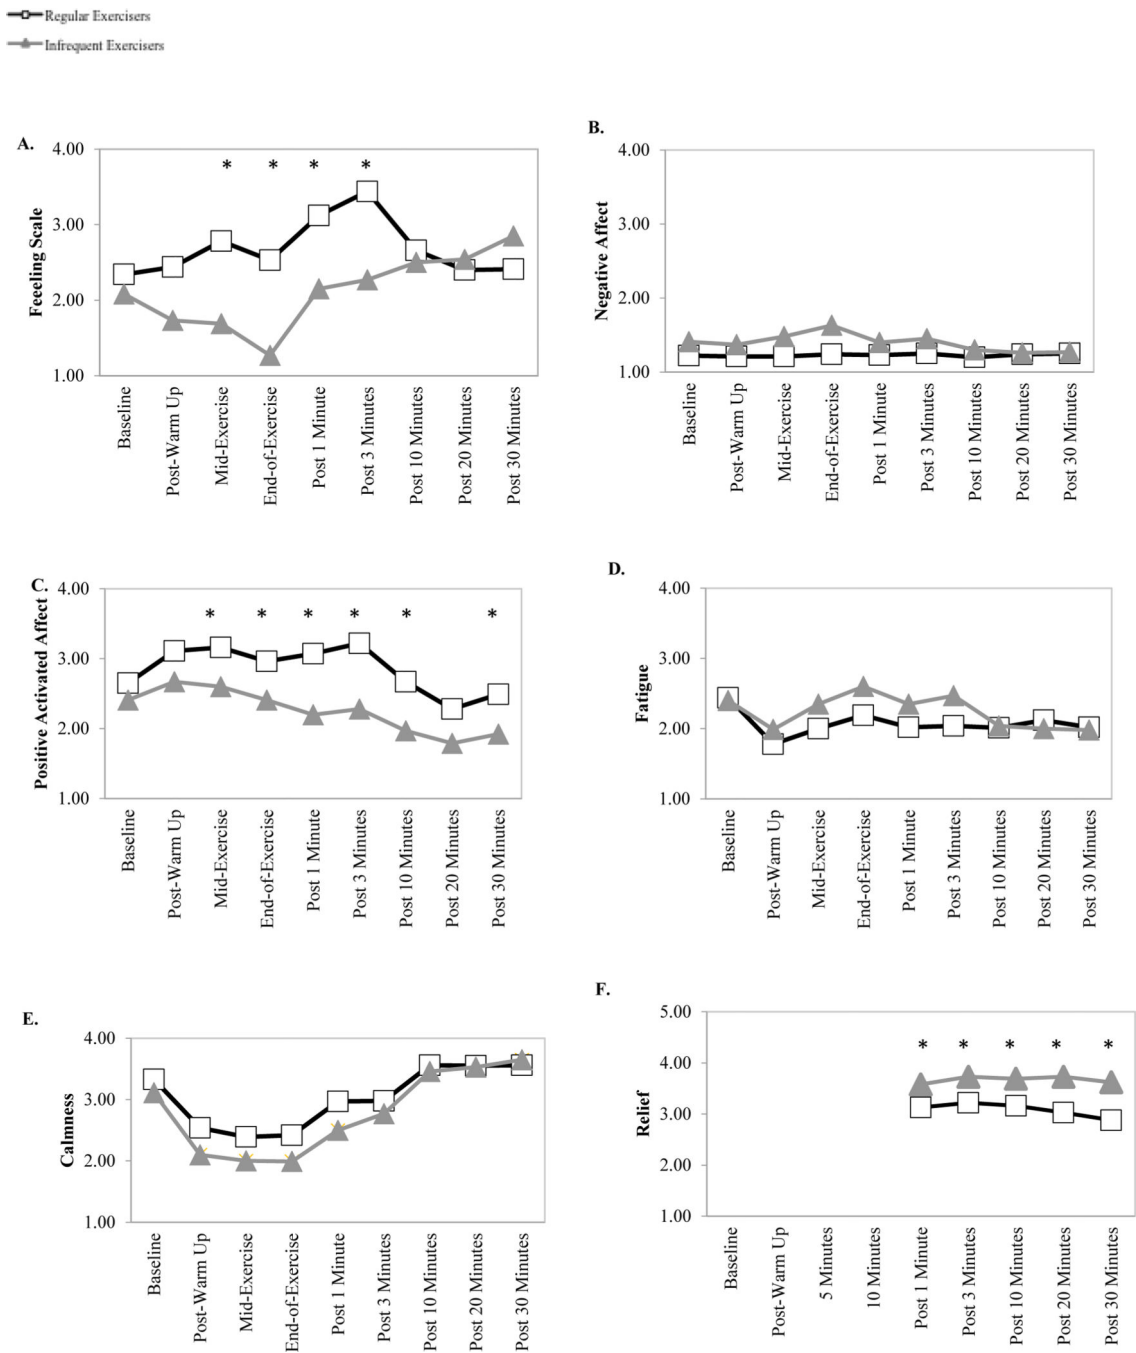 Regular Exercisers
Infrequent Exercisers
A.
4.00
* * * *
3.00
2.00
1.00
Feeeling Scale
Baseline
Post-Warm Up
Mid-Exercise
End-of-Exercise
Post 1 Minute
Post 3 Minutes
Post 10 Minutes
Post 20 Minutes
Post 30 Minutes
B.
4.00
3.00
2.00
1.00
Negative Affect
Baseline
Post-Warm Up
Mid-Exercise
End-of-Exercise
Post 1 Minute
Post 3 Minutes
Post 10 Minutes
Post 20 Minutes
Post 30 Minutes
C.
4.00
* * * * * *
3.00
2.00
1.00
Positive Activated Affect
Baseline
Post-Warm Up
Mid-Exercise
End-of-Exercise
Post 1 Minute
Post 3 Minutes
Post 10 Minutes
Post 20 Minutes
Post 30 Minutes
D.
4.00
3.00
2.00
1.00
Fatigue
Baseline
Post-Warm Up
Mid-Exercise
End-of-Exercise
Post 1 Minute
Post 3 Minutes
Post 10 Minutes
Post 20 Minutes
Post 30 Minutes
E.
4.00
3.00
2.00
1.00
Calmness
Baseline
Post-Warm Up
Mid-Exercise
End-of-Exercise
Post 1 Minute
Post 3 Minutes
Post 10 Minutes
Post 20 Minutes
Post 30 Minutes
F.
5.00
* * * * *
4.00
3.00
2.00
1.00
Relief
Baseline
Post-Warm Up
5 Minutes
10 Minutes
Post 1 Minute
Post 3 Minutes
Post 10 Minutes
Post 20 Minutes
Post 30 Minutes